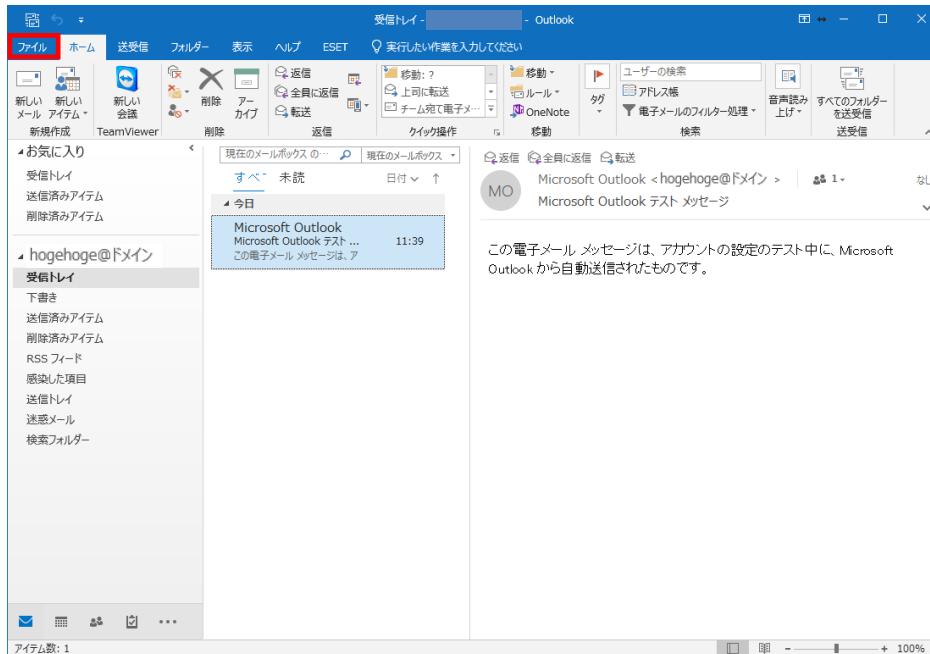 受信トレイ - - Outlook
ファイル ホーム 送受信 フォルダー 表示 ヘルプ ESET 実行したい作業を入力してください
新しい メール
新しい アイテム
新規作成
新しい 会議
TeamViewer
削除
アー カイブ
削除
返信
全員に返信
転送
返信
移動: ?
上司に転送
チーム宛て電子メ…
クイック操作
移動
ルール
OneNote
移動
タグ
ユーザーの検索
アドレス帳
電子メールのフィルター処理
検索
音声読み 上げ
すべてのフォルダー を送受信
送受信
お気に入り
受信トレイ
送信済みアイテム
削除済みアイテム
hogehoge@ドメイン
受信トレイ
下書き
送信済みアイテム
削除済みアイテム
RSS フィード
感染した項目
送信トレイ
迷惑メール
検索フォルダー
現在のメールボックス の… 現在のメールボックス
すべて 未読 日付
今日
Microsoft Outlook
Microsoft Outlook テスト ... 11:39
この電子メール メッセージは、ア
返信 全員に返信 転送
MO
Microsoft Outlook <hogehoge@ドメイン > 1 なし
Microsoft Outlook テスト メッセージ
この電子メール メッセージは、アカウントの設定のテスト中に、Microsoft
Outlook から自動送信されたものです。
アイテム数: 1 100%